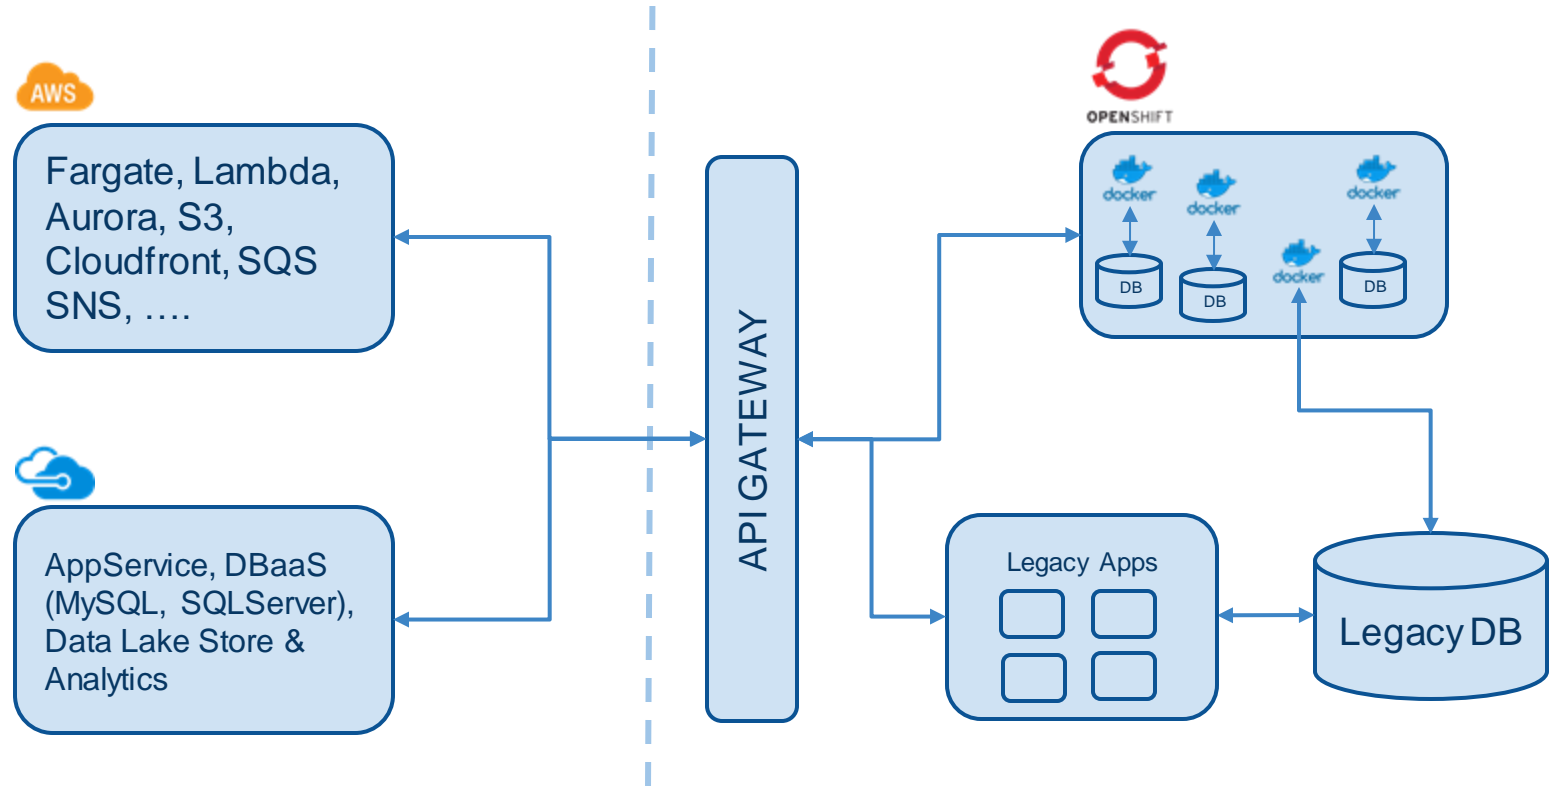 AWS
Fargate, Lambda,
Aurora, S3,
Cloudfront, SQS
SNS, ….
AppService, DBaaS
(MySQL, SQLServer),
Data Lake Store &
Analytics
API GATEWAY
OPENSHIFT
docker
docker
docker
docker
DB
DB
DB
Legacy Apps
Legacy DB